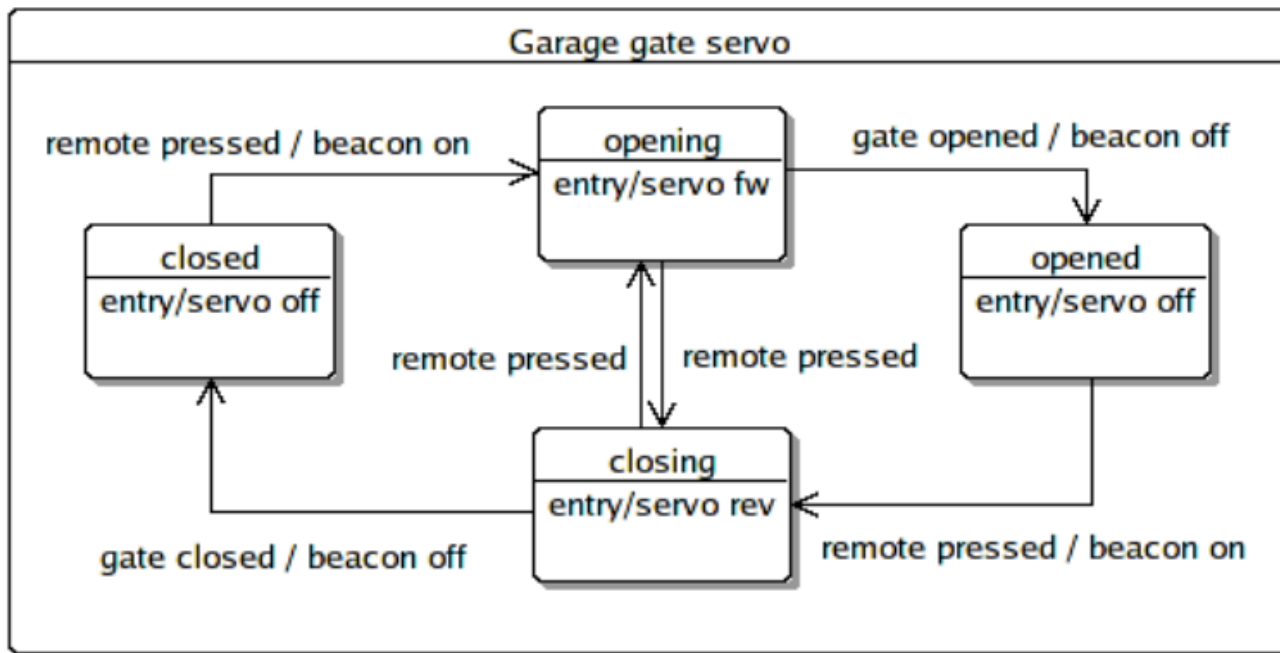 Garage gate servo
remote pressed / beacon on
opening
entry/servo fw
gate opened / beacon off
closed
entry/servo off
opened
entry/servo off
remote pressed
remote pressed
closing
entry/servo rev
gate closed / beacon off
remote pressed / beacon on